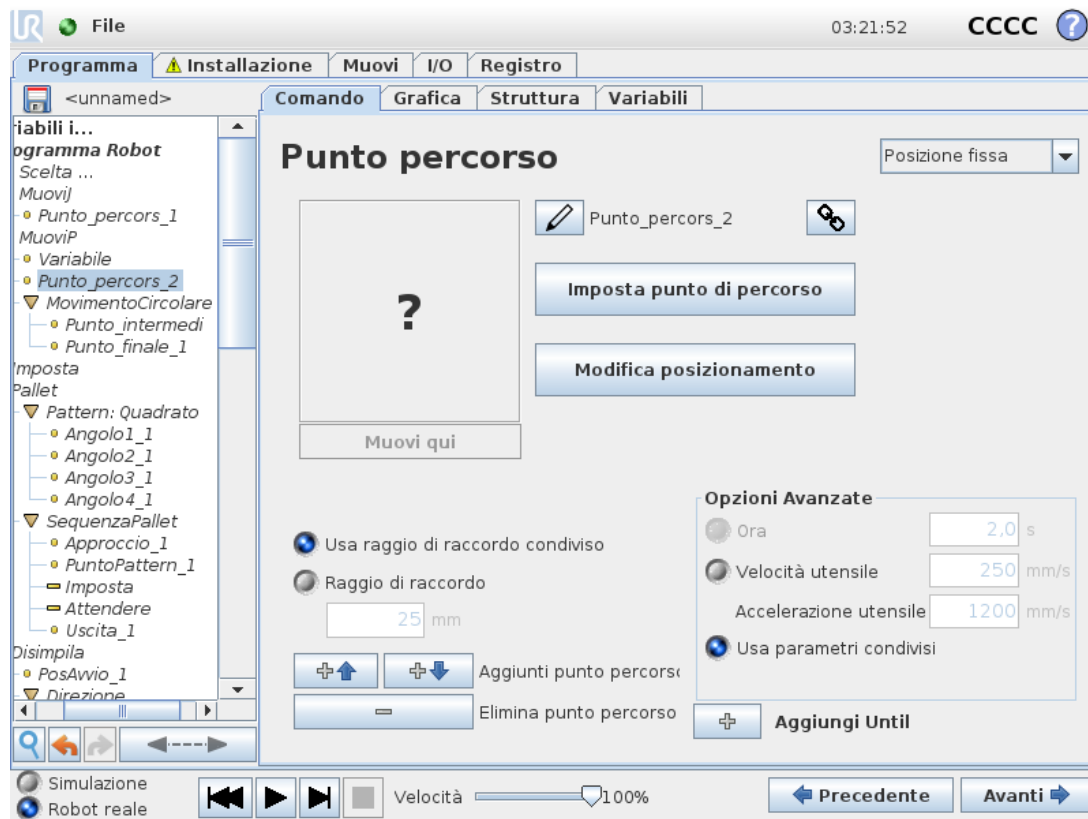 UR File 03:21:52 CCCC ?
Programma Installazione Muovi I/O Registro
<unnamed> Comando Grafica Struttura Variabili
riabili i...
ogramma Robot
Scelta ...
MuoviJ
Punto_percors_1
MuoviP
Variabile
Punto_percors_2
MovimentoCircolare
Punto_intermedi
Punto_finale_1
Imposta
Pallet
Pattern: Quadrato
Angolo1_1
Angolo2_1
Angolo3_1
Angolo4_1
SequenzaPallet
Approccio_1
PuntoPattern_1
Imposta
Attendere
Uscita_1
Disimpila
PosAvvio_1
Direzione
Punto percorso
Posizione fissa
Punto_percors_2
?
Imposta punto di percorso
Modifica posizionamento
Muovi qui
Usa raggio di raccordo condiviso
Raggio di raccordo
25 mm
Aggiunti punto percorso
Elimina punto percorso
Opzioni Avanzate
Ora 2,0 s
Velocità utensile 250 mm/s
Accelerazione utensile 1200 mm/s
Usa parametri condivisi
Aggiungi Until
Simulazione
Robot reale
Velocità 100%
Precedente
Avanti